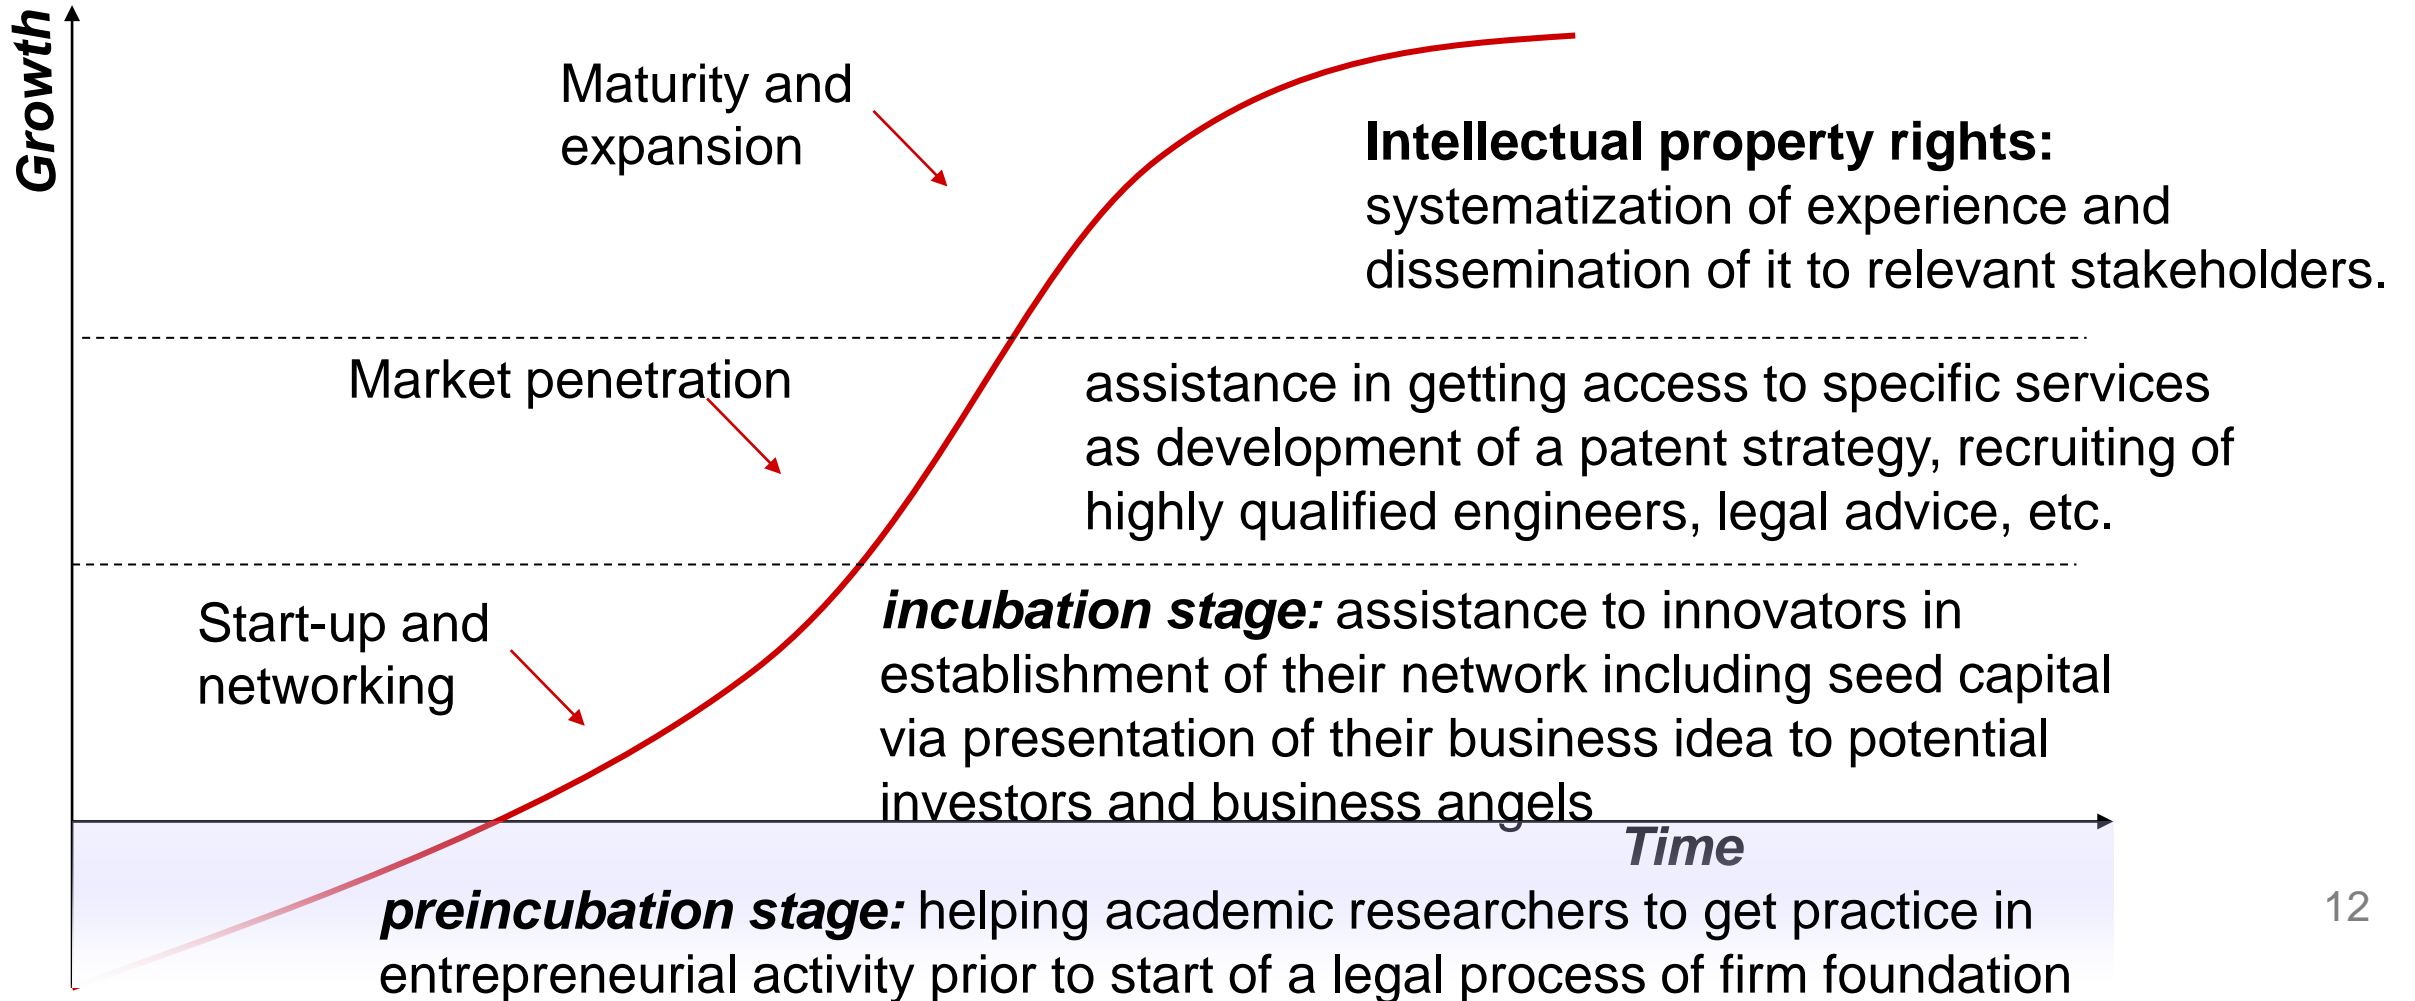 Growth
Maturity and
expansion
Intellectual property rights:
systematization of experience and
dissemination of it to relevant stakeholders.
Market penetration
assistance in getting access to specific services
as development of a patent strategy, recruiting of
highly qualified engineers, legal advice, etc.
Start-up and
networking
incubation stage: assistance to innovators in
establishment of their network including seed capital
via presentation of their business idea to potential
investors and business angels
Time
preincubation stage: helping academic researchers to get practice in
entrepreneurial activity prior to start of a legal process of firm foundation
12